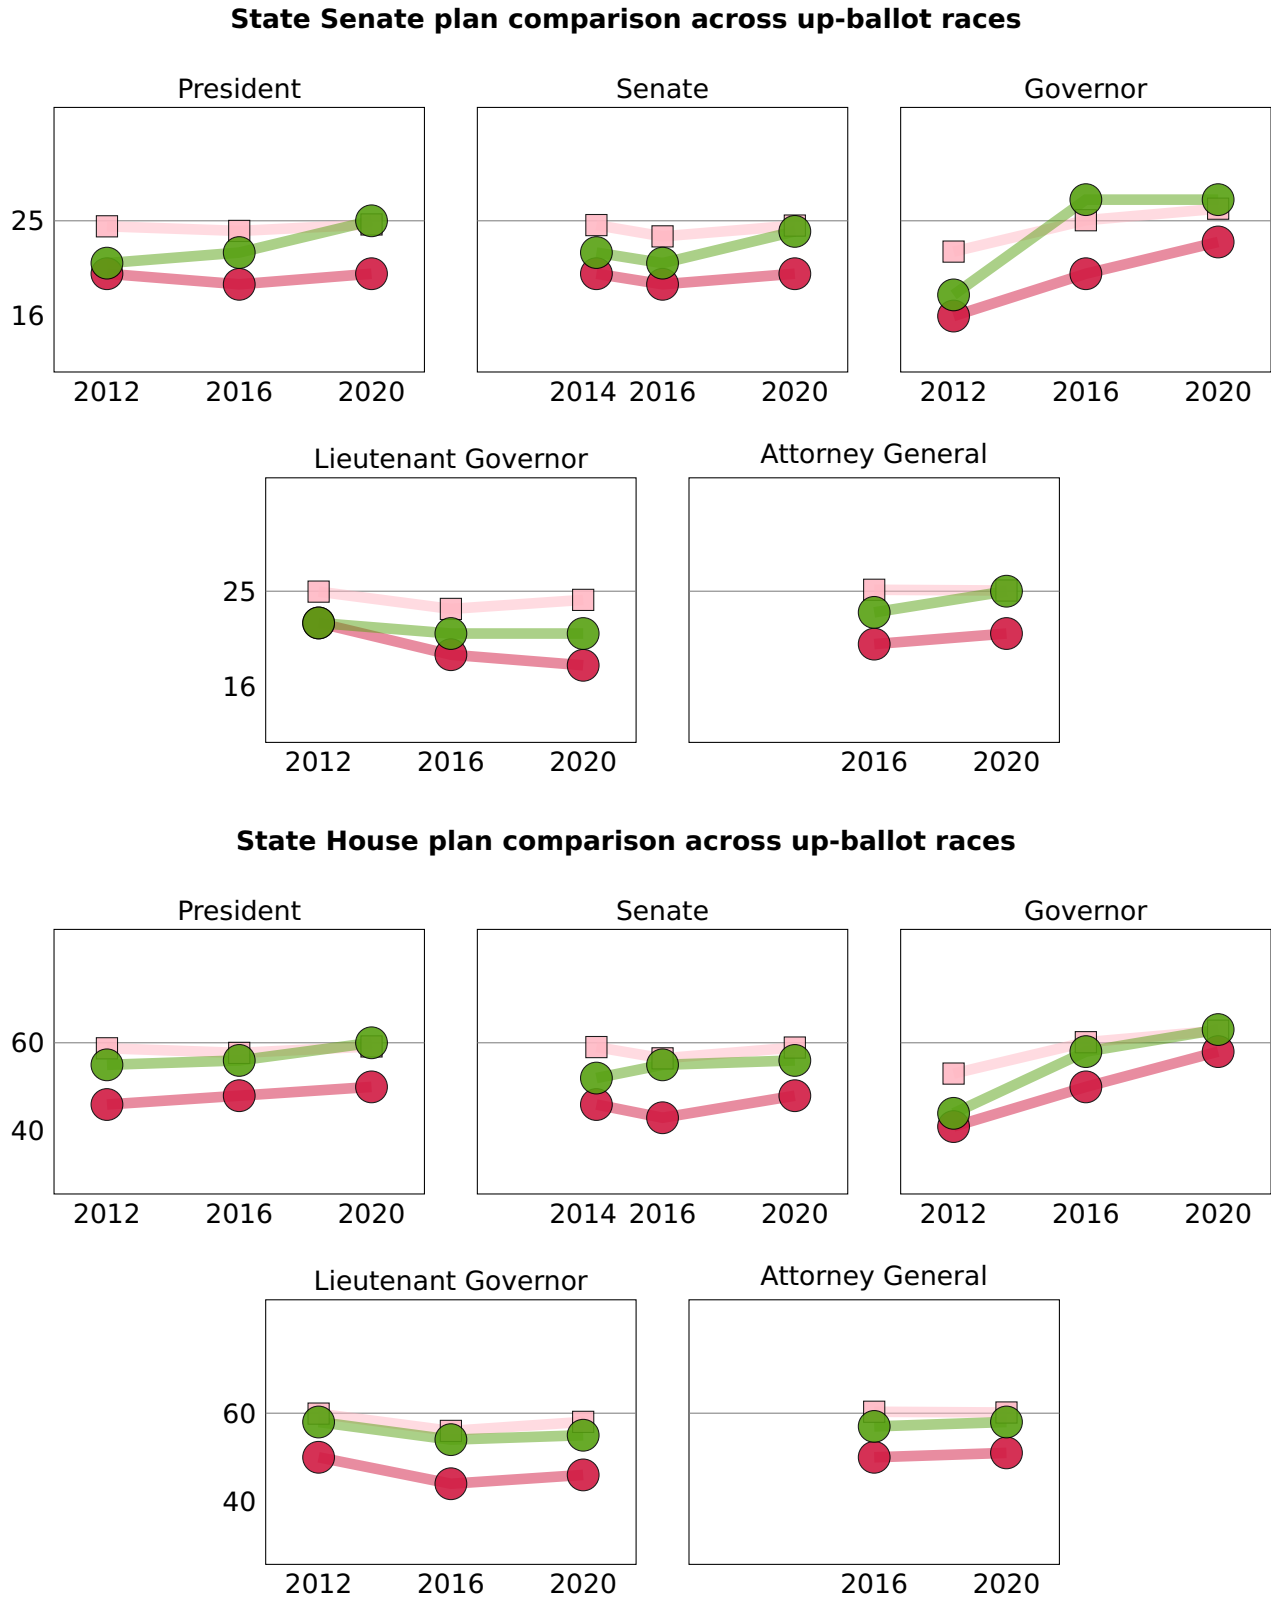 State Senate plan comparison across up-ballot races
President Senate Governor
25
16
2012 2016 2020 2014 2016 2020 2012 2016 2020
Lieutenant Governor Attorney General
25
16
2012 2016 2020 2016 2020
State House plan comparison across up-ballot races
President Senate Governor
60
40
2012 2016 2020 2014 2016 2020 2012 2016 2020
Lieutenant Governor Attorney General
60
40
2012 2016 2020 2016 2020